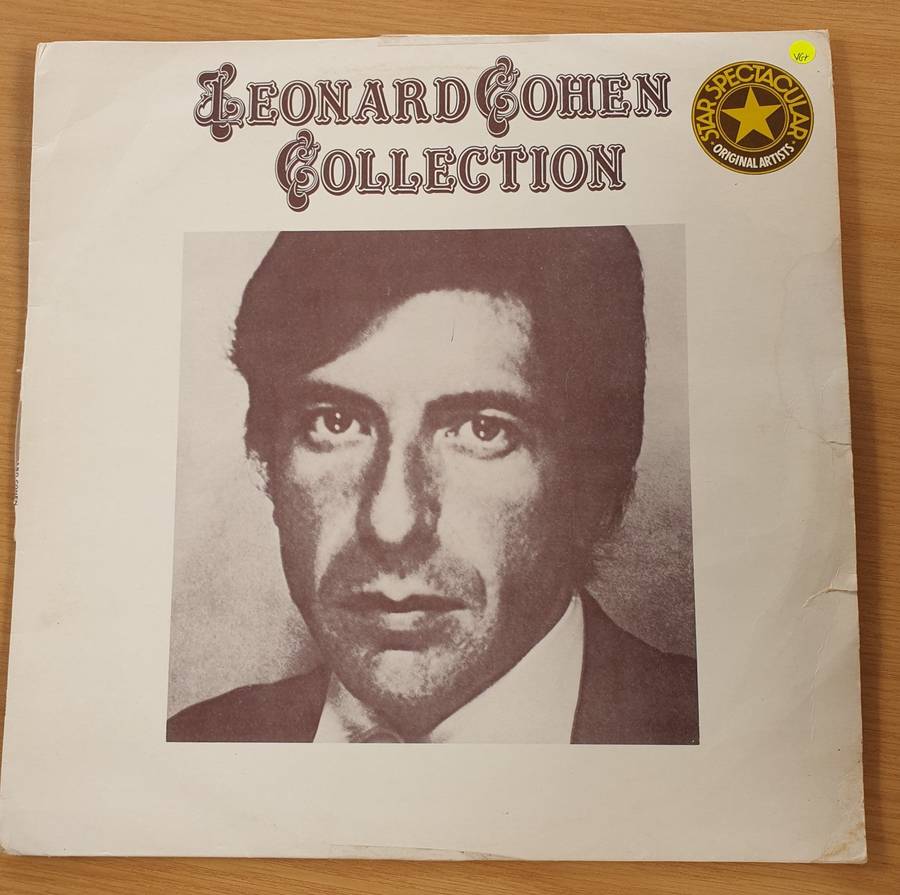 LEONARD COHEN
COLLECTION
VG+
STAR SPECTACULAR
• ORIGINAL ARTISTS •